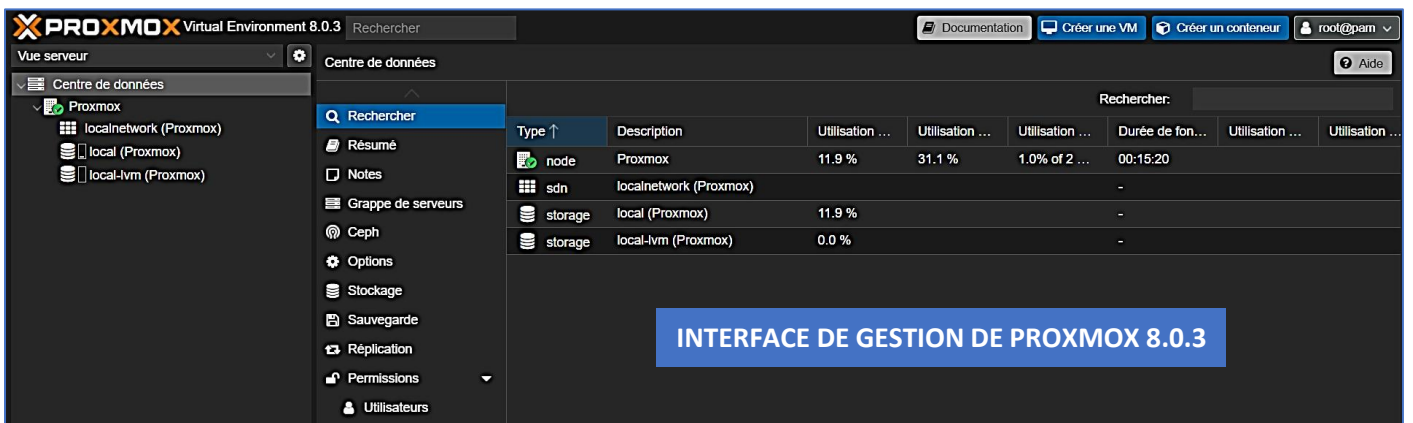 PROXMOX Virtual Environment 8.0.3 Rechercher Documentation Créer une VM Créer un conteneur root@pam
Vue serveur
Centre de données
Proxmox
localnetwork (Proxmox)
local (Proxmox)
local-lvm (Proxmox)
Centre de données Aide
Rechercher
Résumé
Notes
Grappe de serveurs
Ceph
Options
Stockage
Sauvegarde
Réplication
Permissions
Utilisateurs
Rechercher:
Type Description Utilisation ... Utilisation ... Utilisation ... Durée de fon... Utilisation ... Utilisation ...
node Proxmox 11.9 % 31.1 % 1.0% of 2 ... 00:15:20
sdn localnetwork (Proxmox) -
storage local (Proxmox) 11.9 % -
storage local-lvm (Proxmox) 0.0 % -
INTERFACE DE GESTION DE PROXMOX 8.0.3